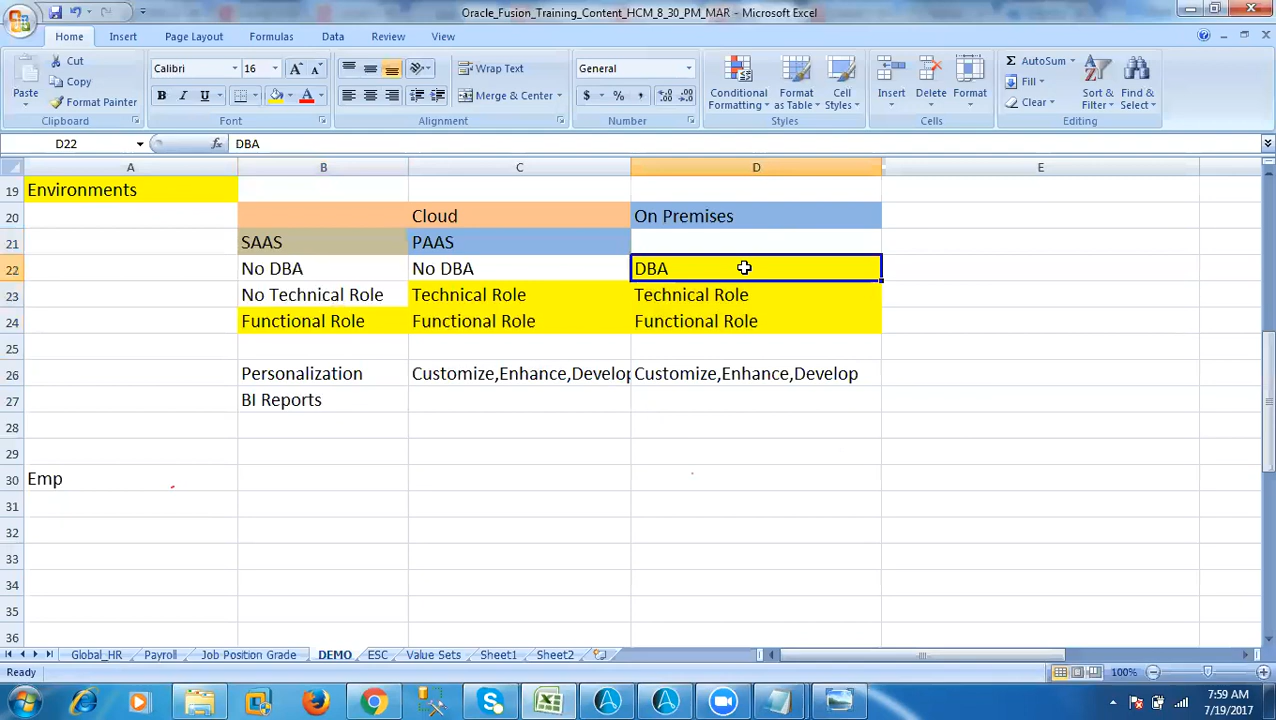 Oracle_Fusion_Training_Content_HCM_8_30_PM_MAR - Microsoft Excel
Home Insert Page Layout Formulas Data Review View
Paste
Cut
Copy
Format Painter
Clipboard
Calibri 16
A A
B I U A
Font
Wrap Text
Merge & Center
Alignment
General
$ % ,
Number
Conditional Formatting
Format as Table
Cell Styles
Styles
Insert Delete Format
Cells
Σ AutoSum
Fill
Clear
Sort & Filter
Find & Select
Editing
D22 fx DBA
A B C D E
19 Environments
20 Cloud On Premises
21 SAAS PAAS
22 No DBA No DBA DBA
23 No Technical Role Technical Role Technical Role
24 Functional Role Functional Role Functional Role
25
26 Personalization Customize,Enhance,Develop Customize,Enhance,Develop
27 BI Reports
28
29
30 Emp
31
32
33
34
35
36
Global_HR Payroll Job Position Grade DEMO ESC Value Sets Sheet1 Sheet2
Ready 100%
7:59 AM
7/19/2017